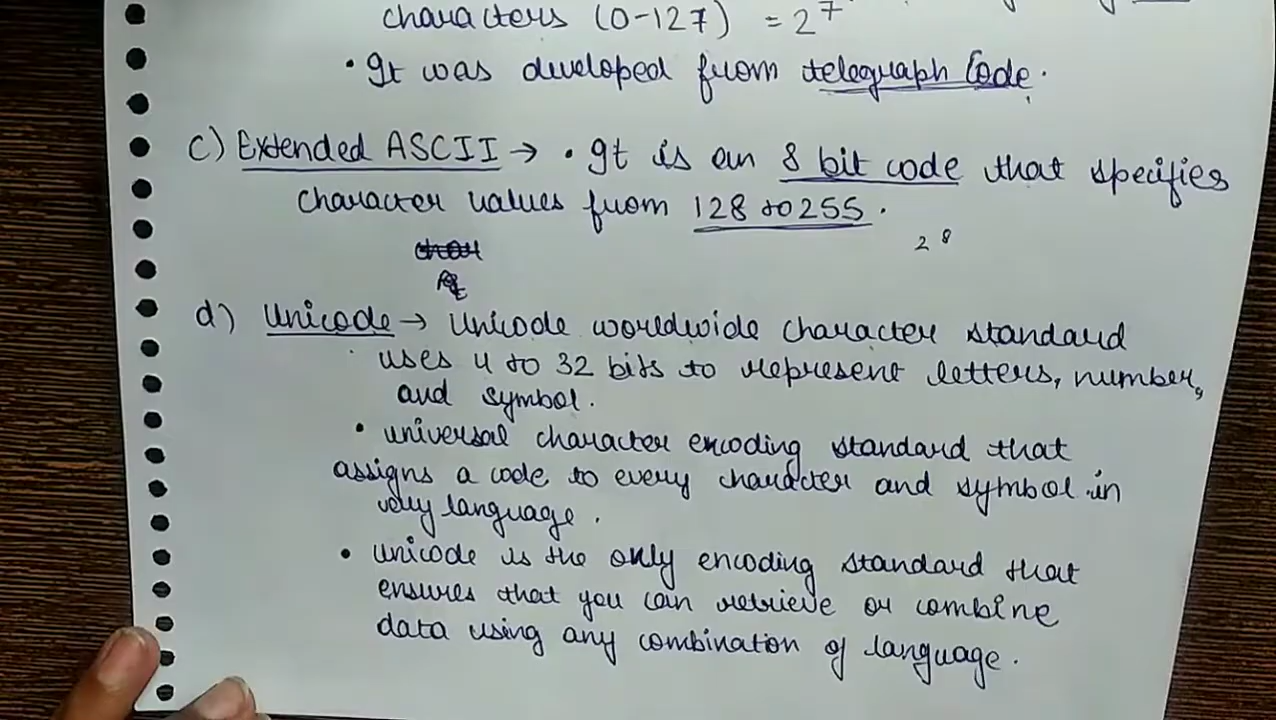 characters (0-127) = 2⁷
• It was developed from telegraph Code.
c) Extended ASCII → • It is an 8 bit code that specifies
character values from 128 to 255.
2⁸
d) Unicode → Unicode worldwide character standard
uses 4 to 32 bits to represent letters, number,
and symbol.
• universal character encoding standard that
assigns a code to every character and symbol in
very language.
• unicode is the only encoding standard that
ensures that you can retrieve or combine
data using any combination of language.